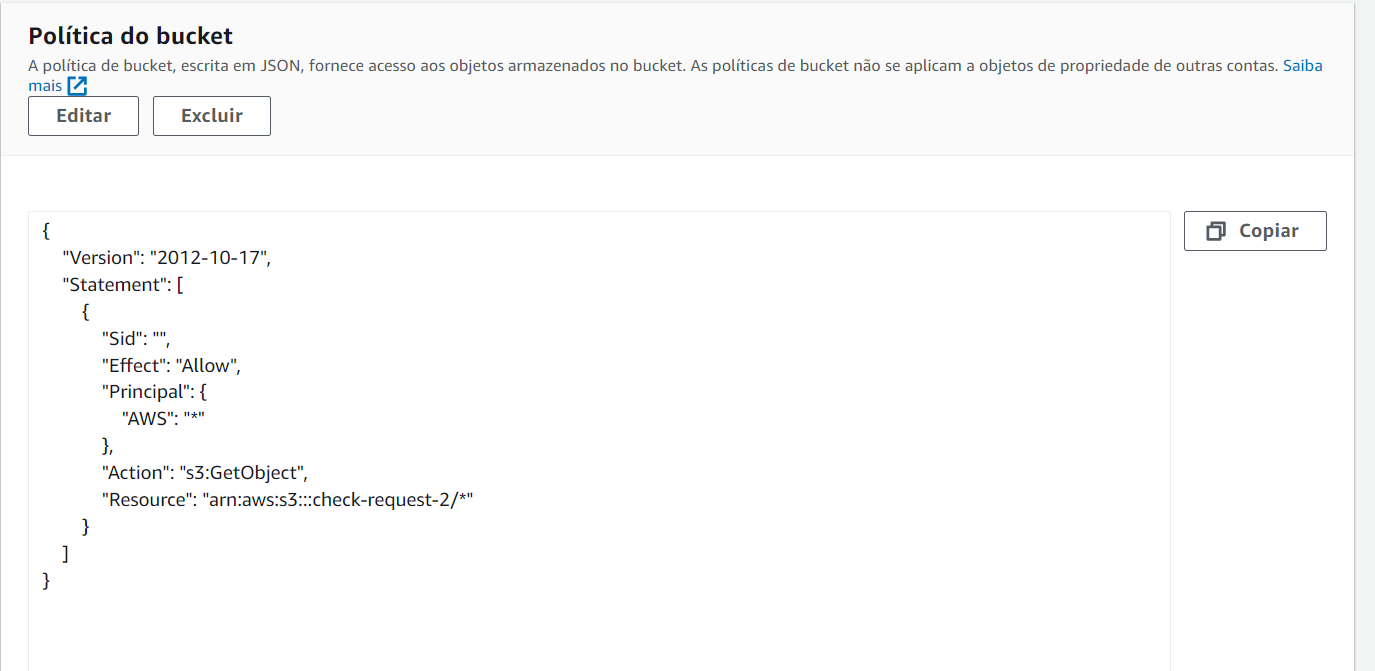 Política do bucket
A política de bucket, escrita em JSON, fornece acesso aos objetos armazenados no bucket. As políticas de bucket não se aplicam a objetos de propriedade de outras contas. Saiba
mais
Editar Excluir
Copiar
{
"Version": "2012-10-17",
"Statement": [
{
"Sid": "",
"Effect": "Allow",
"Principal": {
"AWS": "*"
},
"Action": "s3:GetObject",
"Resource": "arn:aws:s3:::check-request-2/*"
}
]
}